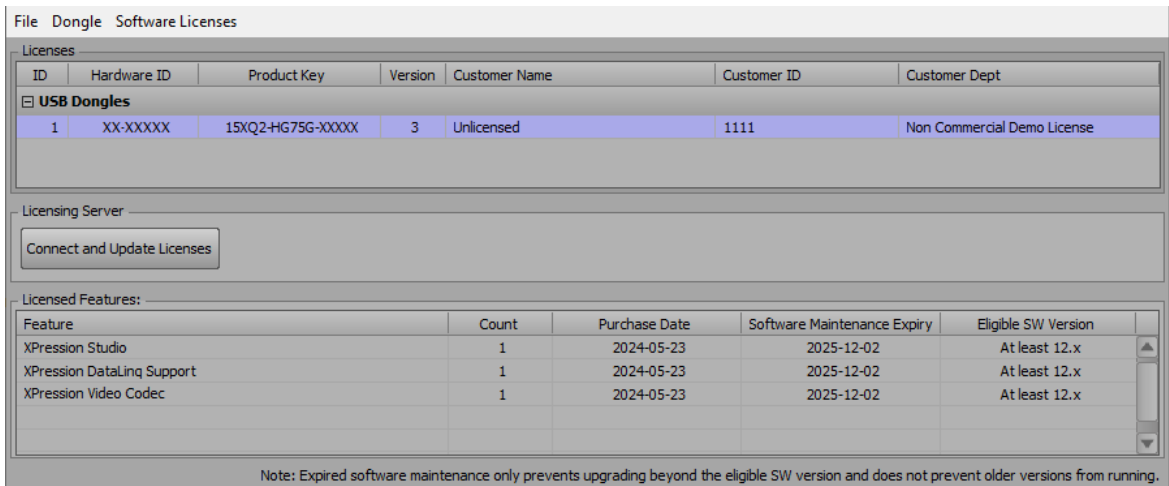 File Dongle Software Licenses
Licenses
ID Hardware ID Product Key Version Customer Name Customer ID Customer Dept
USB Dongles
1 XX-XXXXX 15XQ2-HG75G-XXXXX 3 Unlicensed 1111 Non Commercial Demo License
Licensing Server
Connect and Update Licenses
Licensed Features:
Feature Count Purchase Date Software Maintenance Expiry Eligible SW Version
XPression Studio 1 2024-05-23 2025-12-02 At least 12.x
XPression DataLinq Support 1 2024-05-23 2025-12-02 At least 12.x
XPression Video Codec 1 2024-05-23 2025-12-02 At least 12.x
Note: Expired software maintenance only prevents upgrading beyond the eligible SW version and does not prevent older versions from running.